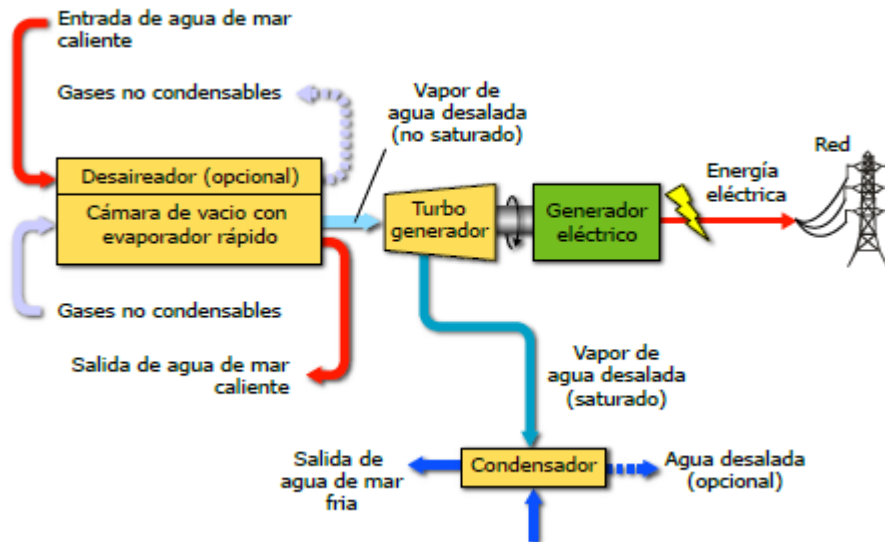 Entrada de agua de mar
caliente
Gases no condensables
Vapor de
agua desalada
(no saturado)
Desaireador (opcional)
Cámara de vacio con
evaporador rápido
Turbo
generador
Generador
eléctrico
Energía
eléctrica
Red
Gases no condensables
Salida de agua de mar
caliente
Vapor de
agua desalada
(saturado)
Salida de
agua de mar
fria
Condensador
Agua desalada
(opcional)